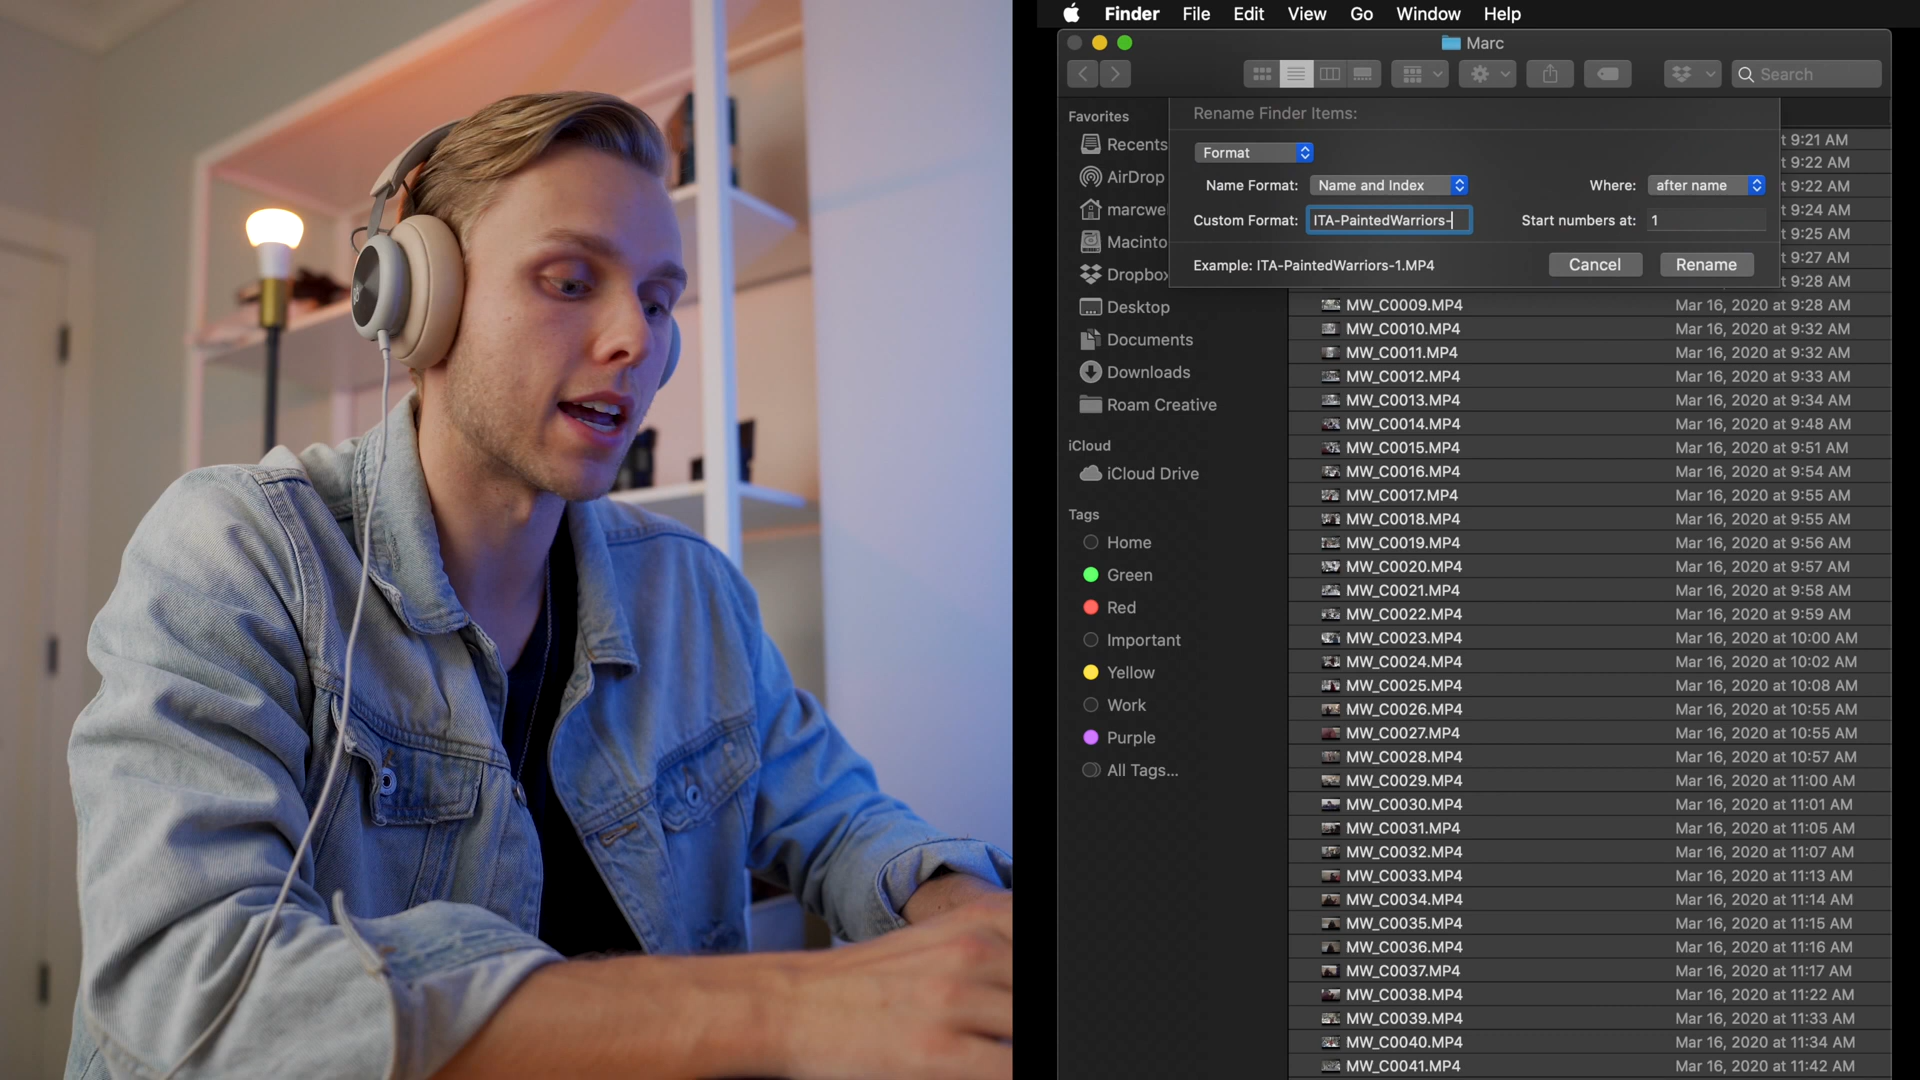 Finder File Edit View Go Window Help
Marc
Search
Favorites
Recents
AirDrop
marcwe
Macinto
Dropbox
Desktop
Documents
Downloads
Roam Creative
iCloud
iCloud Drive
Tags
Home
Green
Red
Important
Yellow
Work
Purple
All Tags...
Rename Finder Items:
Format
Name Format: Name and Index Where: after name
Custom Format: ITA-PaintedWarriors- Start numbers at: 1
Example: ITA-PaintedWarriors-1.MP4 Cancel Rename
t 9:21 AM
t 9:22 AM
t 9:22 AM
t 9:24 AM
t 9:25 AM
t 9:27 AM
t 9:28 AM
MW_C0009.MP4 Mar 16, 2020 at 9:28 AM
MW_C0010.MP4 Mar 16, 2020 at 9:32 AM
MW_C0011.MP4 Mar 16, 2020 at 9:32 AM
MW_C0012.MP4 Mar 16, 2020 at 9:33 AM
MW_C0013.MP4 Mar 16, 2020 at 9:34 AM
MW_C0014.MP4 Mar 16, 2020 at 9:48 AM
MW_C0015.MP4 Mar 16, 2020 at 9:51 AM
MW_C0016.MP4 Mar 16, 2020 at 9:54 AM
MW_C0017.MP4 Mar 16, 2020 at 9:55 AM
MW_C0018.MP4 Mar 16, 2020 at 9:55 AM
MW_C0019.MP4 Mar 16, 2020 at 9:56 AM
MW_C0020.MP4 Mar 16, 2020 at 9:57 AM
MW_C0021.MP4 Mar 16, 2020 at 9:58 AM
MW_C0022.MP4 Mar 16, 2020 at 9:59 AM
MW_C0023.MP4 Mar 16, 2020 at 10:00 AM
MW_C0024.MP4 Mar 16, 2020 at 10:02 AM
MW_C0025.MP4 Mar 16, 2020 at 10:08 AM
MW_C0026.MP4 Mar 16, 2020 at 10:55 AM
MW_C0027.MP4 Mar 16, 2020 at 10:55 AM
MW_C0028.MP4 Mar 16, 2020 at 10:57 AM
MW_C0029.MP4 Mar 16, 2020 at 11:00 AM
MW_C0030.MP4 Mar 16, 2020 at 11:01 AM
MW_C0031.MP4 Mar 16, 2020 at 11:05 AM
MW_C0032.MP4 Mar 16, 2020 at 11:07 AM
MW_C0033.MP4 Mar 16, 2020 at 11:13 AM
MW_C0034.MP4 Mar 16, 2020 at 11:14 AM
MW_C0035.MP4 Mar 16, 2020 at 11:15 AM
MW_C0036.MP4 Mar 16, 2020 at 11:16 AM
MW_C0037.MP4 Mar 16, 2020 at 11:17 AM
MW_C0038.MP4 Mar 16, 2020 at 11:22 AM
MW_C0039.MP4 Mar 16, 2020 at 11:33 AM
MW_C0040.MP4 Mar 16, 2020 at 11:34 AM
MW_C0041.MP4 Mar 16, 2020 at 11:42 AM